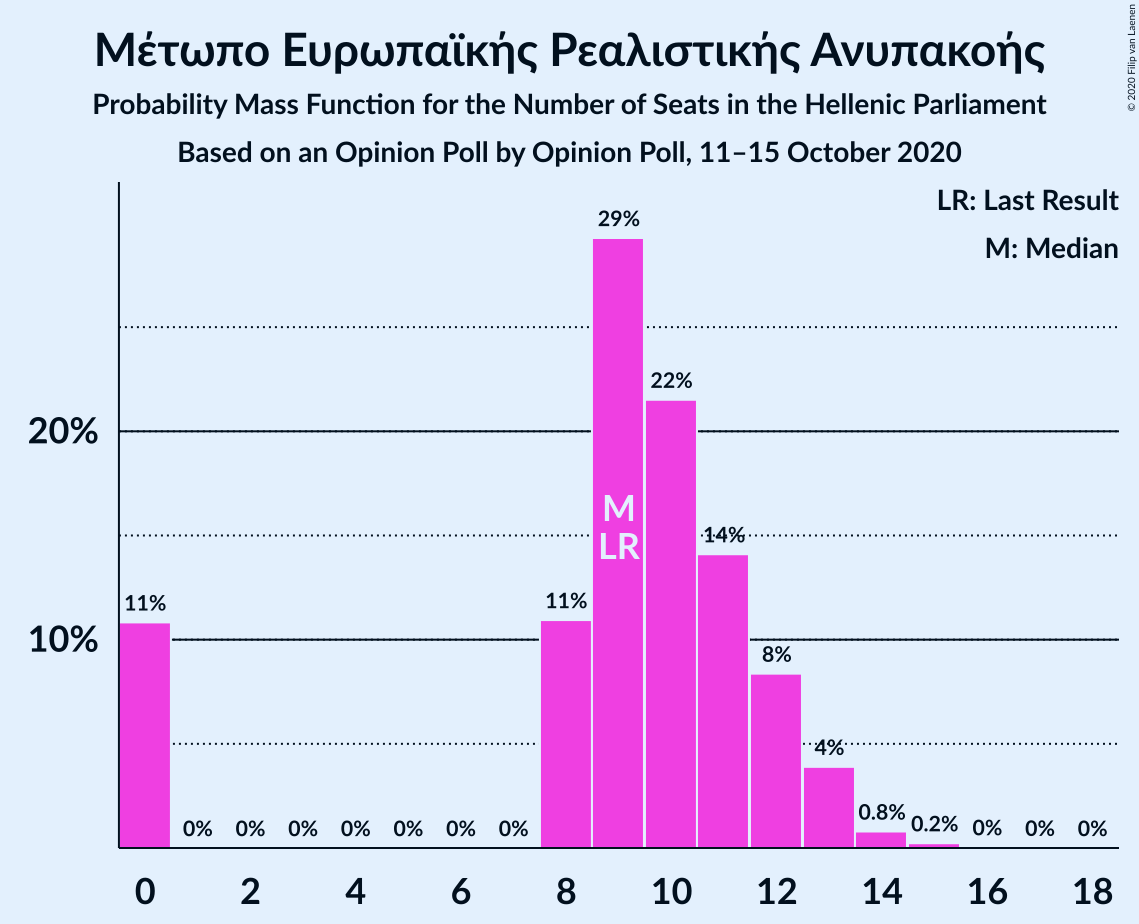 Μέτωπο Ευρωπαϊκής Ρεαλιστικής Ανυπακοής
Probability Mass Function for the Number of Seats in the Hellenic Parliament
Based on an Opinion Poll by Opinion Poll, 11–15 October 2020
© 2020 Filip van Laenen
LR: Last Result
M: Median
29%
22%
20%
M
LR
14%
11%
11%
10%
8%
4%
0.8%
0.2%
0% 0% 0% 0% 0% 0% 0% 0% 0% 0%
0 2 4 6 8 10 12 14 16 18